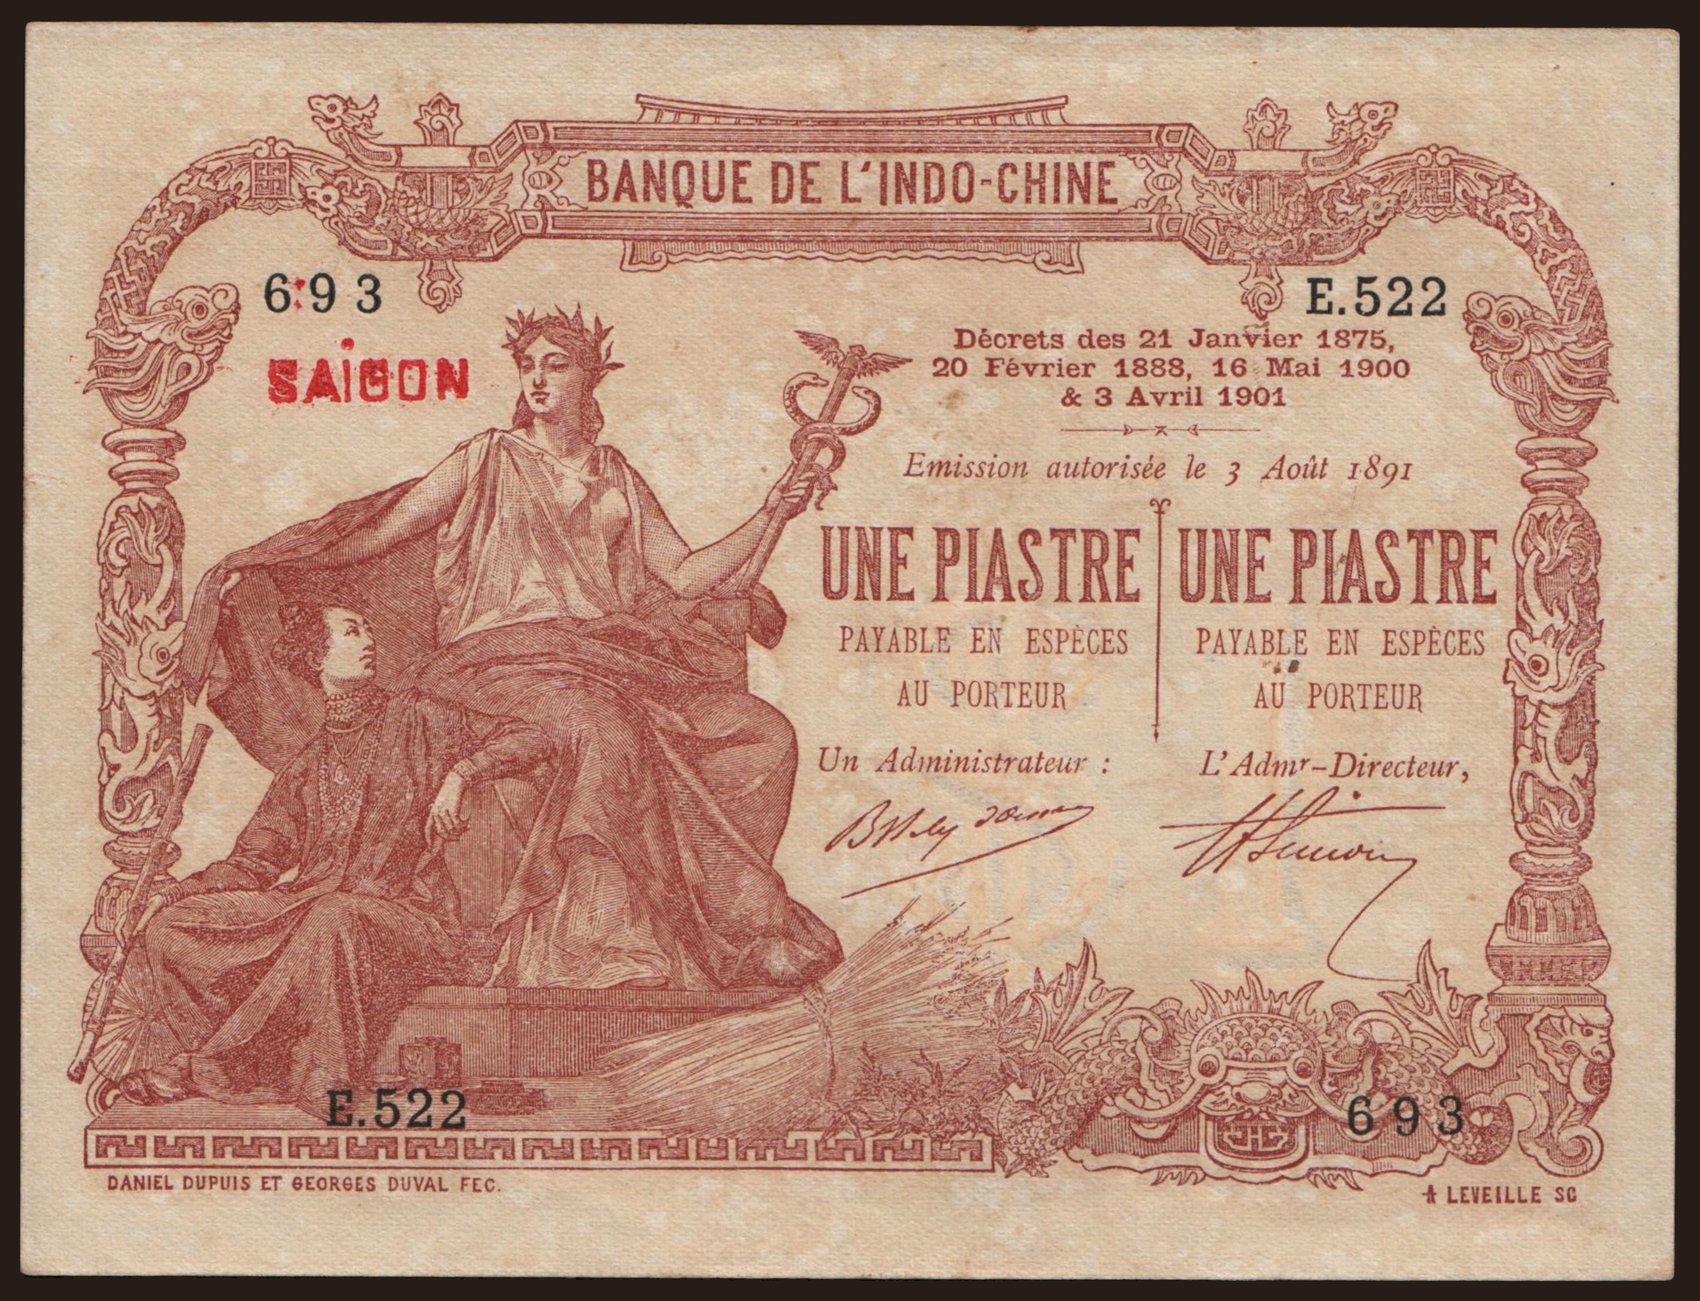 BANQUE DE L'INDO-CHINE
693
E.522
SAIGON
Décrets des 21 Janvier 1875,
20 Février 1888, 16 Mai 1900
& 3 Avril 1901
Emission autorisée le 3 Août 1891
UNE PIASTRE
PAYABLE EN ESPÈCES
AU PORTEUR
Un Administrateur :
UNE PIASTRE
PAYABLE EN ESPÈCES
AU PORTEUR
L'Admr-Directeur,
E.522
693
DANIEL DUPUIS ET GEORGES DUVAL FEC.
A LEVEILLE SC